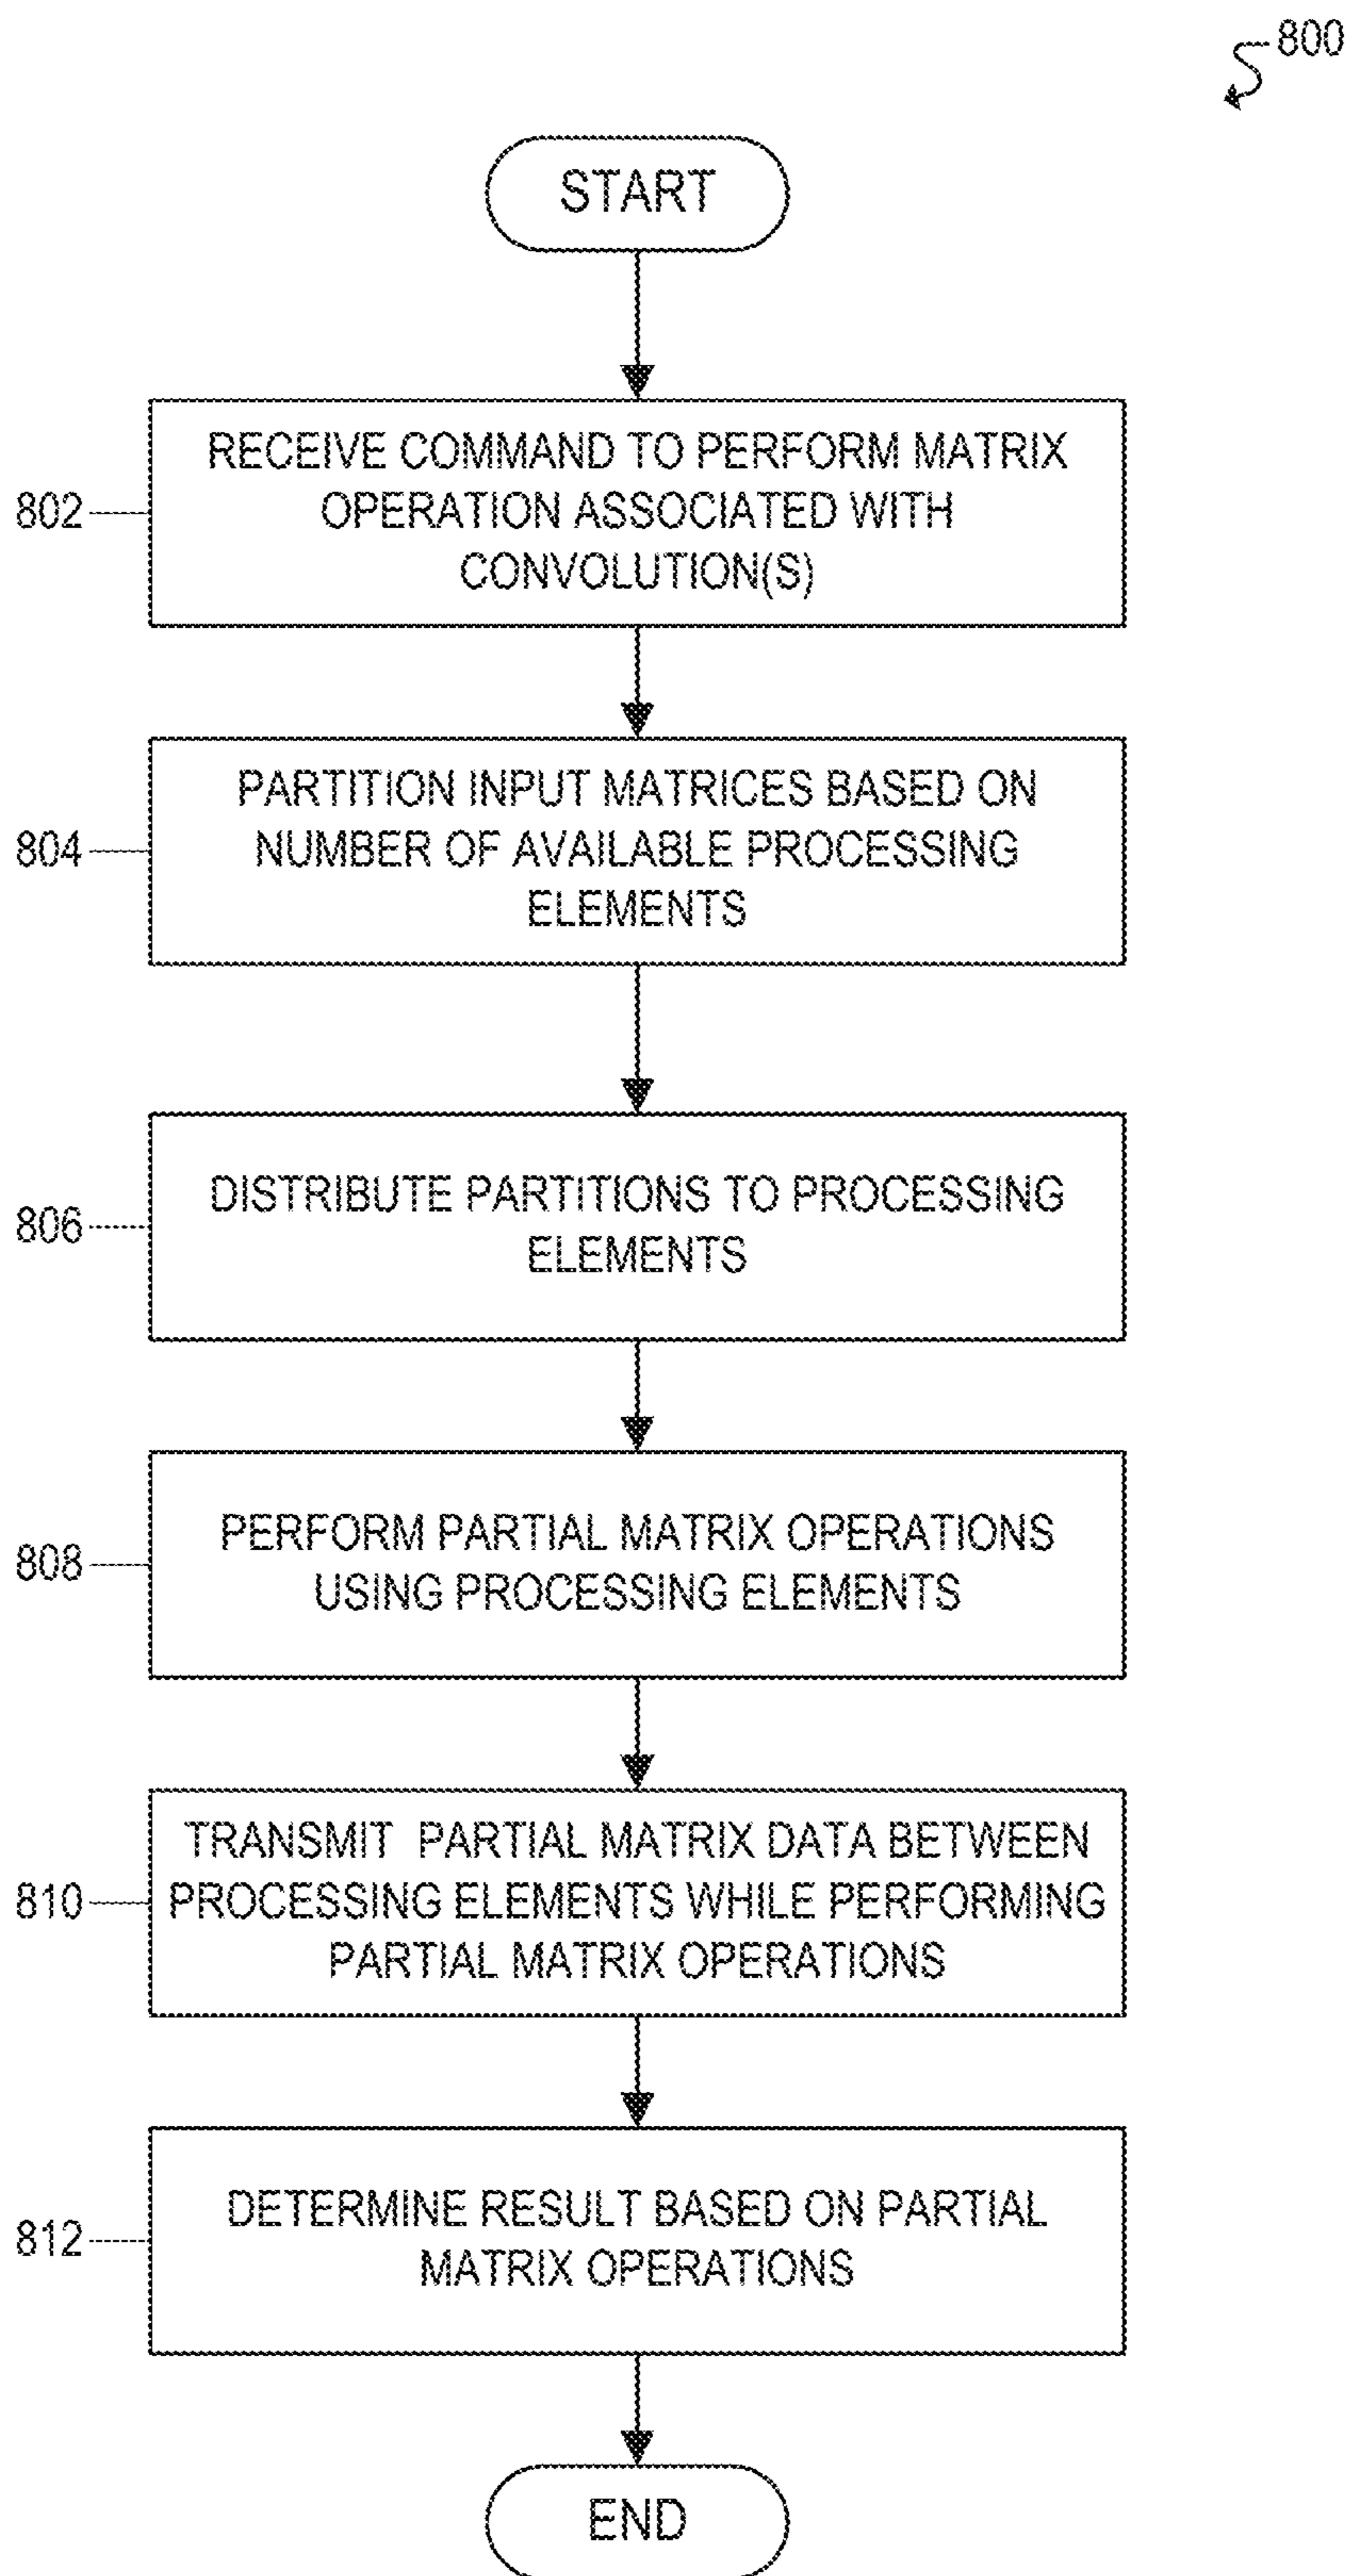 800
START
802
RECEIVE COMMAND TO PERFORM MATRIX
OPERATION ASSOCIATED WITH
CONVOLUTION(S)
804
PARTITION INPUT MATRICES BASED ON
NUMBER OF AVAILABLE PROCESSING
ELEMENTS
806
DISTRIBUTE PARTITIONS TO PROCESSING
ELEMENTS
808
PERFORM PARTIAL MATRIX OPERATIONS
USING PROCESSING ELEMENTS
810
TRANSMIT PARTIAL MATRIX DATA BETWEEN
PROCESSING ELEMENTS WHILE PERFORMING
PARTIAL MATRIX OPERATIONS
812
DETERMINE RESULT BASED ON PARTIAL
MATRIX OPERATIONS
END